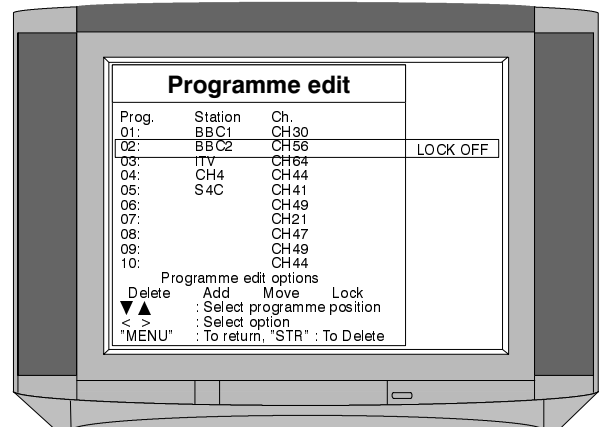 Programme edit
Prog. Station Ch.
01: BBC1 CH30
02: BBC2 CH56 LOCK OFF
03: ITV CH64
04: CH4 CH44
05: S4C CH41
06: CH49
07: CH21
08: CH47
09: CH49
10: CH44
Programme edit options
Delete Add Move Lock
▼▲ : Select programme position
< > : Select option
"MENU" : To return, "STR" : To Delete